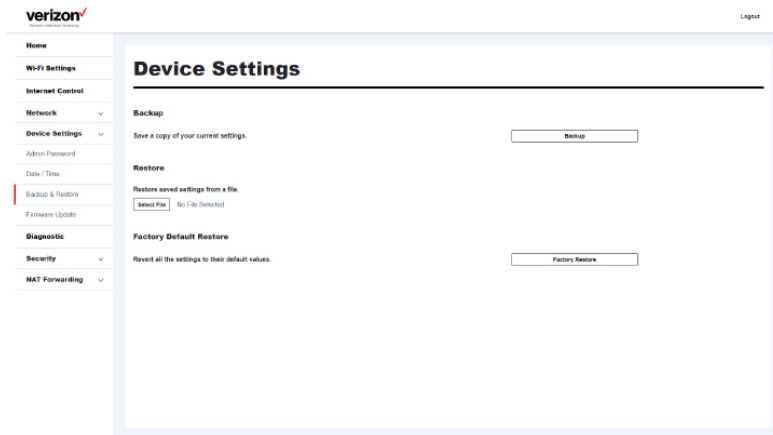 verizon
Verizon Internet Gateway
Logout
Home
Wi-Fi Settings
Internet Control
Network
Device Settings
Admin Password
Date / Time
Backup & Restore
Firmware Update
Diagnostic
Security
NAT Forwarding
Device Settings
Backup
Save a copy of your current settings.
Backup
Restore
Restore saved settings from a file.
Select File No File Selected
Factory Default Restore
Revert all the settings to their default values.
Factory Restore